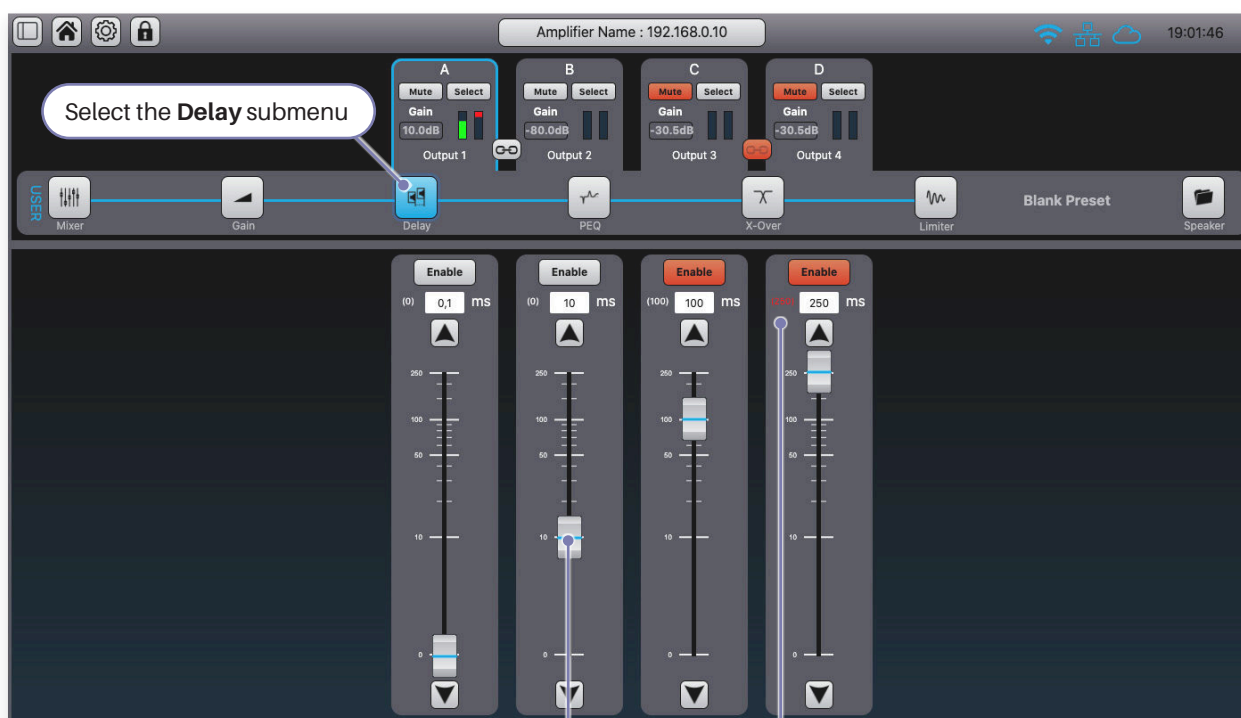 Amplifier Name : 192.168.0.10
19:01:46
A
B
C
D
Mute Select
Mute Select
Mute Select
Mute Select
Gain
Gain
Gain
Gain
10.0dB
-80.0dB
-30.5dB
-30.5dB
Output 1
Output 2
Output 3
Output 4
Select the Delay submenu
USER
Mixer
Gain
Delay
PEQ
X-Over
Limiter
Blank Preset
Speaker
Enable
Enable
Enable
Enable
(0) 0,1 ms
(0) 10 ms
(100) 100 ms
250 ms
250
250
250
250
100
100
100
100
50
50
50
50
10
10
10
10
0
0
0
0